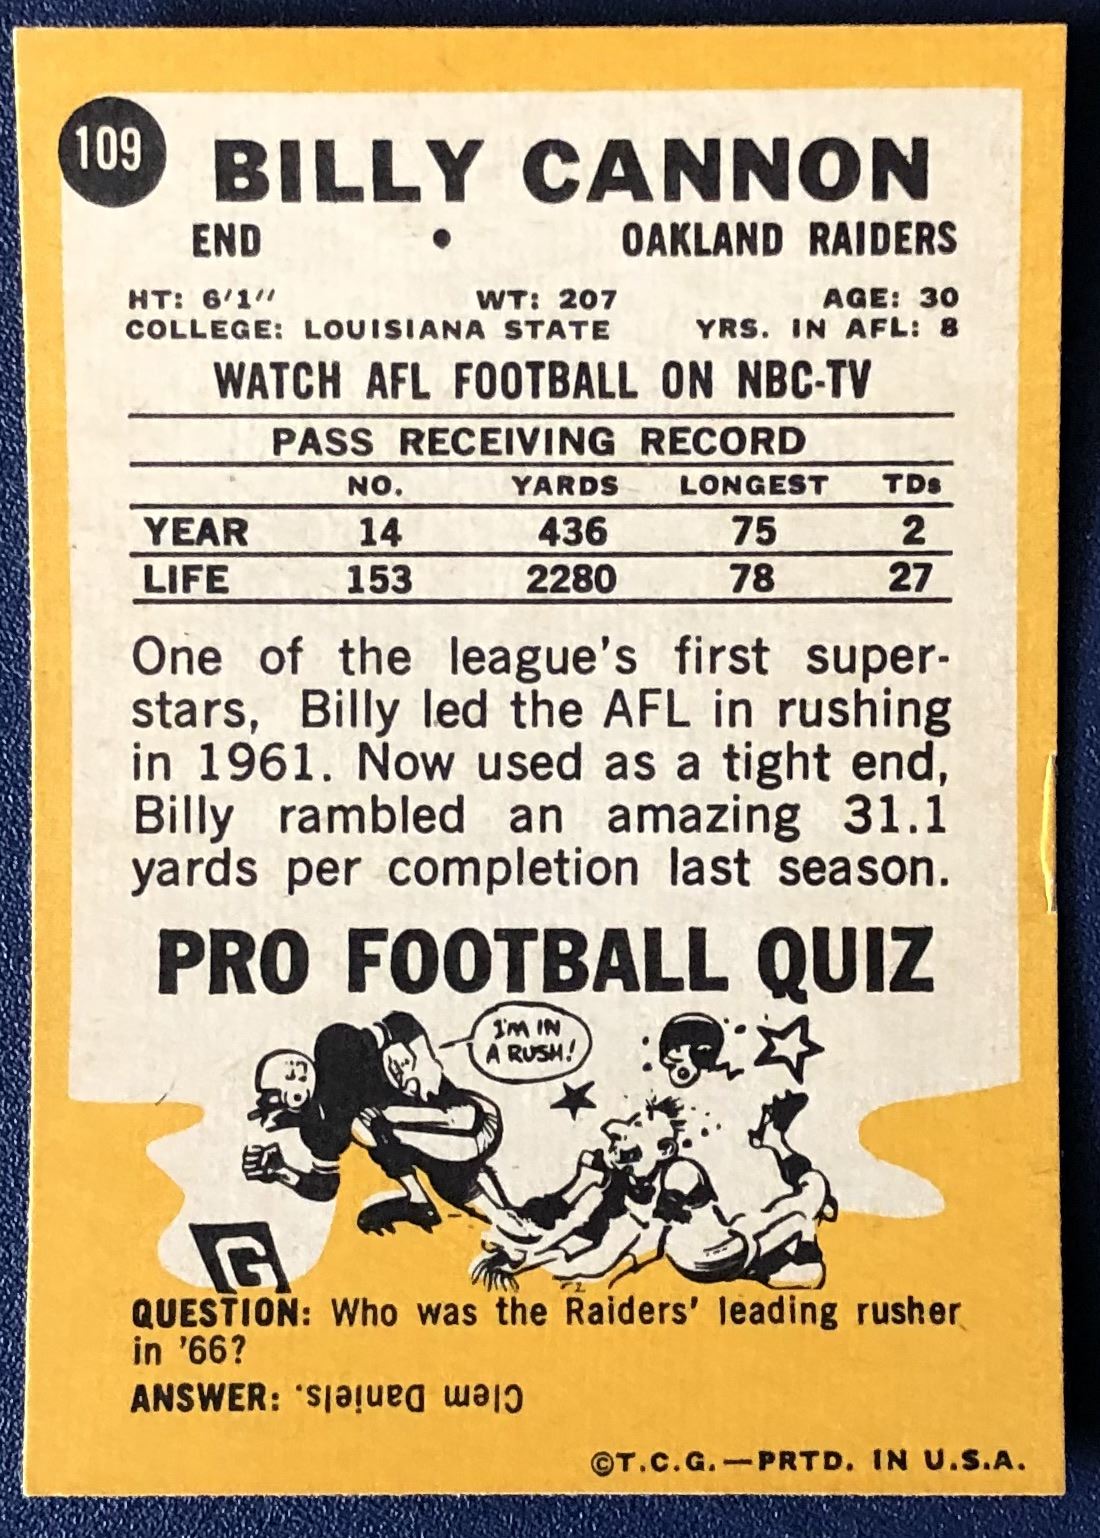 109
BILLY CANNON
END • OAKLAND RAIDERS
HT: 6'1" WT: 207 AGE: 30
COLLEGE: LOUISIANA STATE YRS. IN AFL: 8
WATCH AFL FOOTBALL ON NBC-TV
PASS RECEIVING RECORD
NO. YARDS LONGEST TDs
YEAR 14 436 75 2
LIFE 153 2280 78 27
One of the league's first super-
stars, Billy led the AFL in rushing
in 1961. Now used as a tight end,
Billy rambled an amazing 31.1
yards per completion last season.
PRO FOOTBALL QUIZ
I'M IN
A RUSH!
G
QUESTION: Who was the Raiders' leading rusher
in '66?
ANSWER: Clem Daniels.
©T.C.G.—PRTD. IN U.S.A.